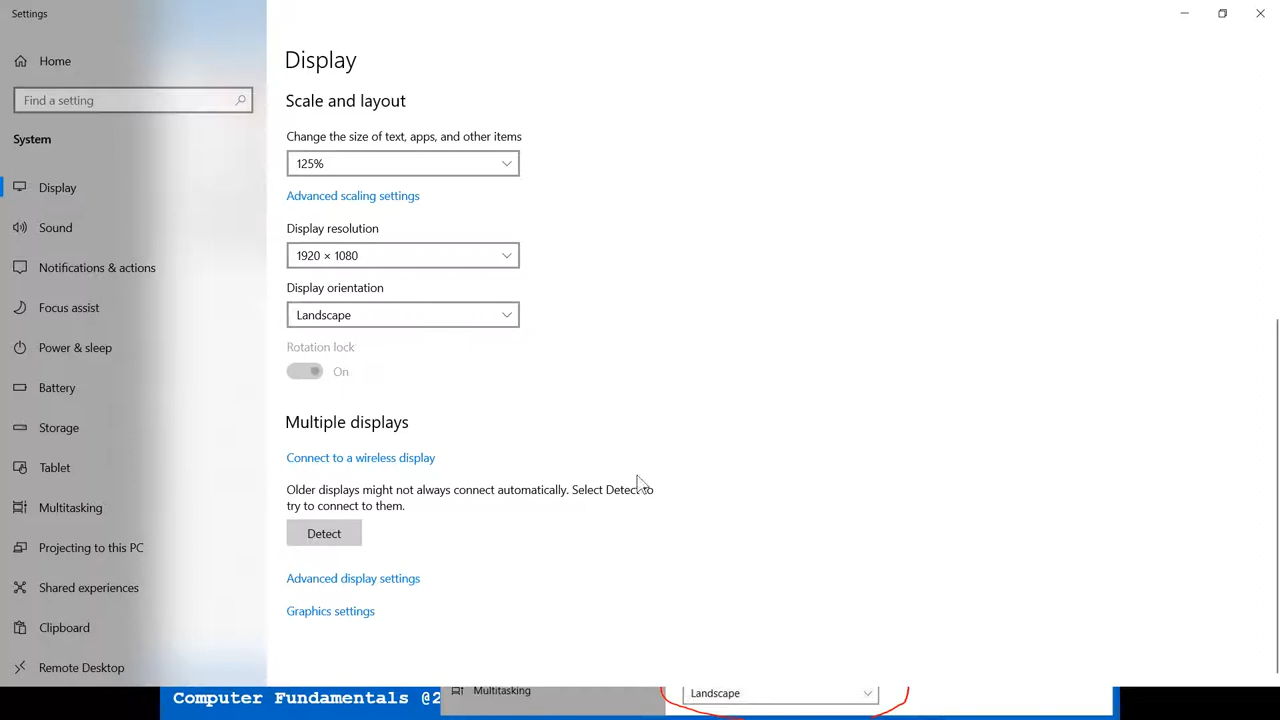 Settings
Home
Find a setting
System
Display
Sound
Notifications & actions
Focus assist
Power & sleep
Battery
Storage
Tablet
Multitasking
Projecting to this PC
Shared experiences
Clipboard
Remote Desktop
Display
Scale and layout
Change the size of text, apps, and other items
125%
Advanced scaling settings
Display resolution
1920 × 1080
Display orientation
Landscape
Rotation lock
On
Multiple displays
Connect to a wireless display
Older displays might not always connect automatically. Select Detect to
try to connect to them.
Detect
Advanced display settings
Graphics settings
Computer Fundamentals @2
Multitasking
Landscape